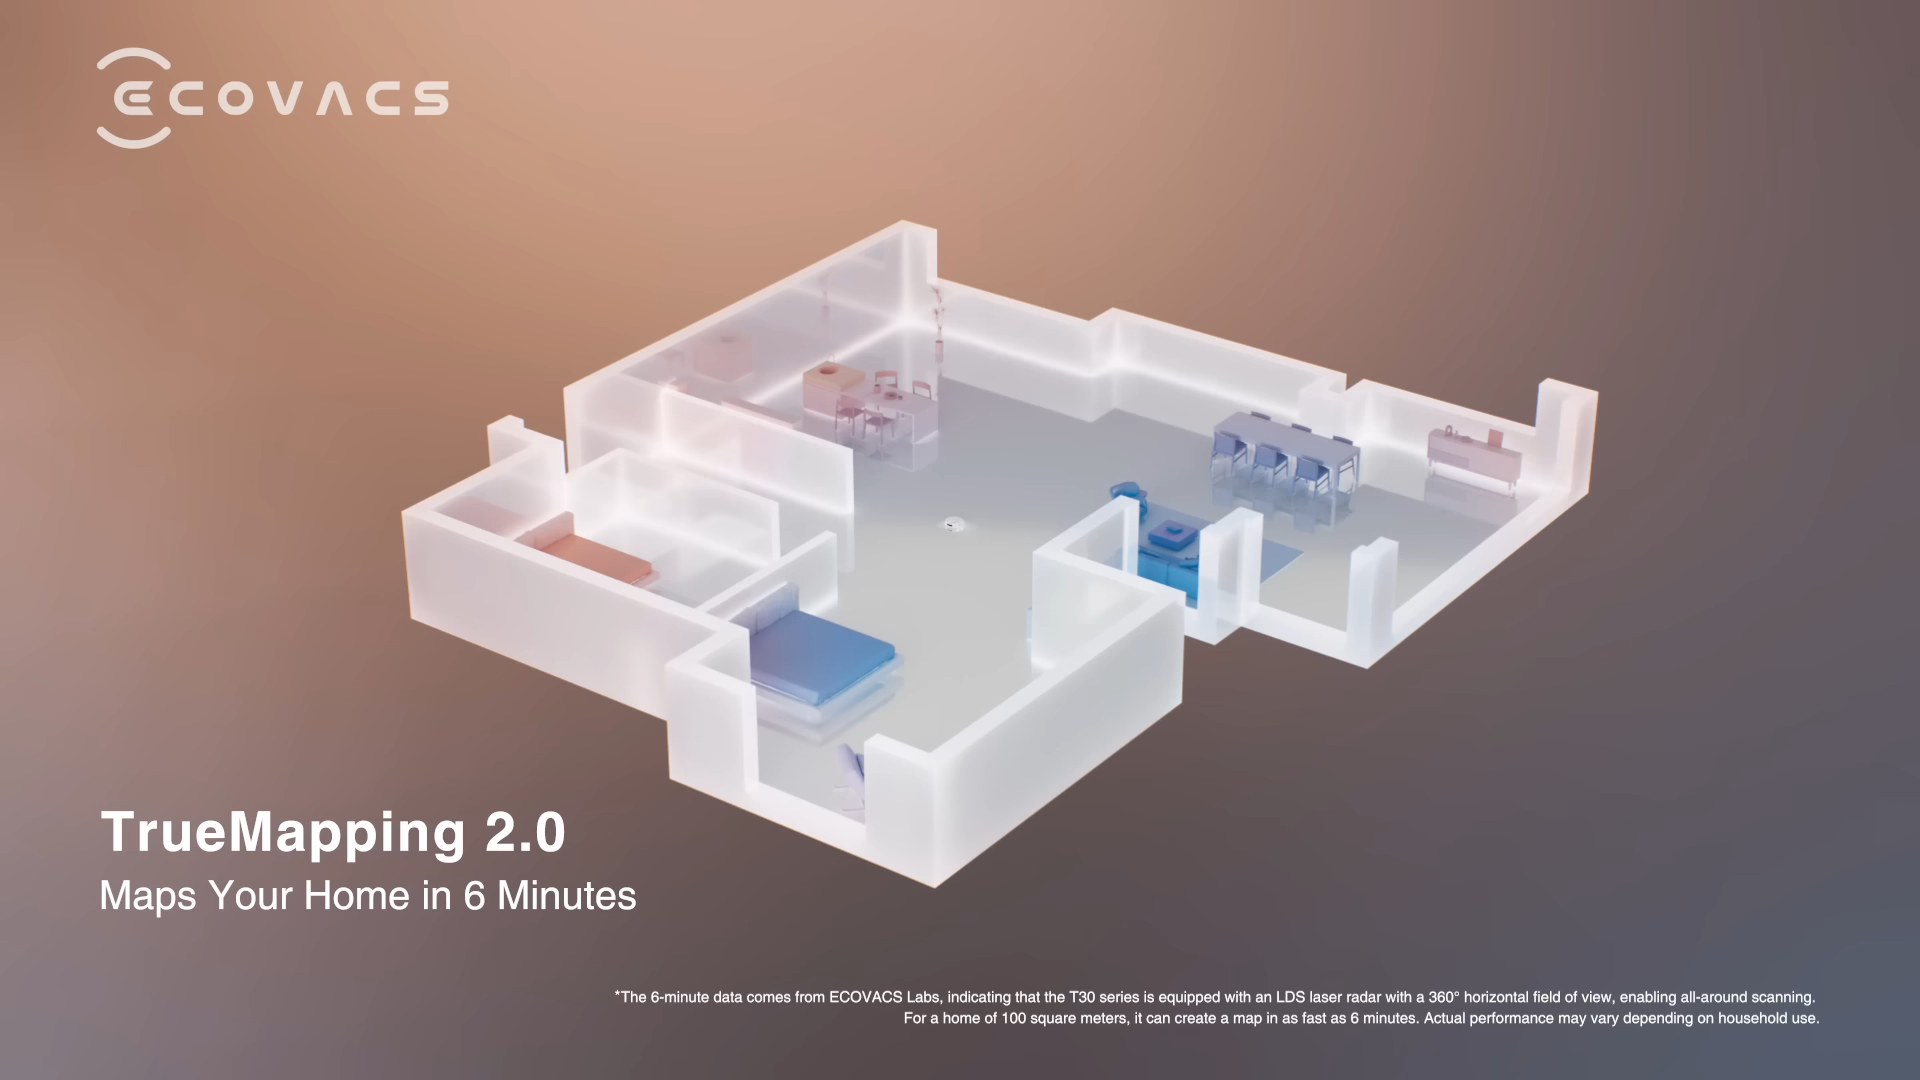 ECOVACS
TrueMapping 2.0
Maps Your Home in 6 Minutes
*The 6-minute data comes from ECOVACS Labs, indicating that the T30 series is equipped with an LDS laser radar with a 360° horizontal field of view, enabling all-around scanning.
For a home of 100 square meters, it can create a map in as fast as 6 minutes. Actual performance may vary depending on household use.